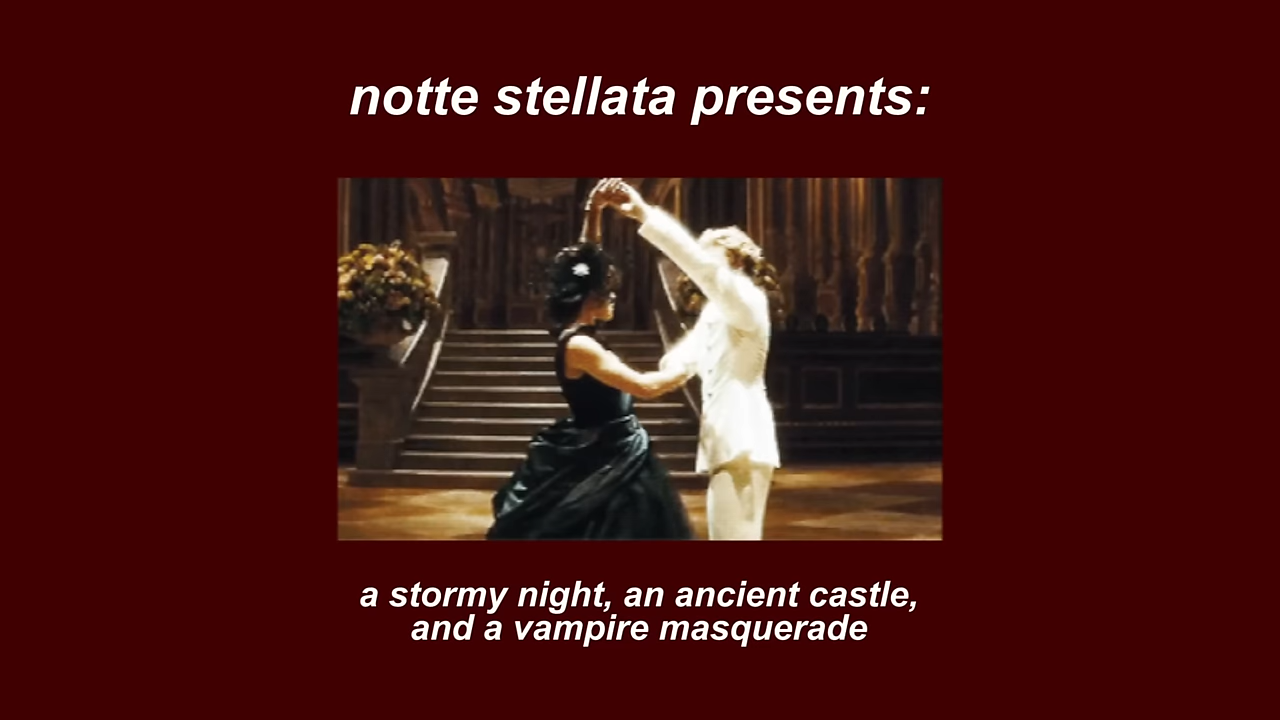 notte stellata presents:
a stormy night, an ancient castle,
and a vampire masquerade